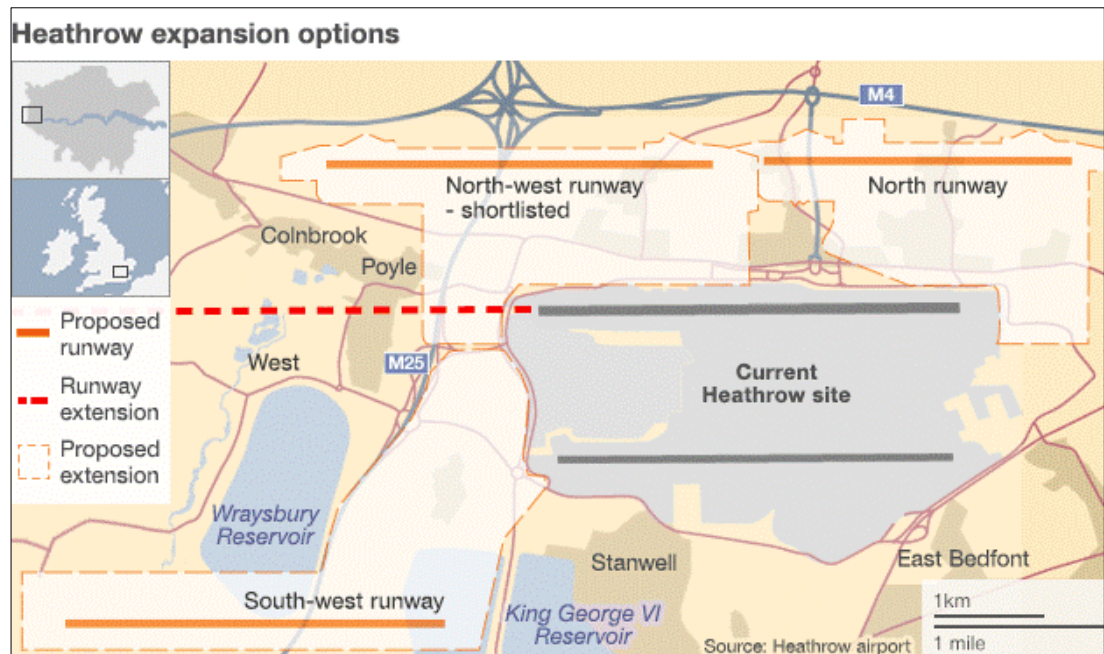 Heathrow expansion options
M4
North-west runway
- shortlisted
North runway
Colnbrook
Poyle
Proposed
runway
Runway
extension
Proposed
extension
West
M25
Current
Heathrow site
Wraysbury
Reservoir
Stanwell
East Bedfont
South-west runway
King George VI
Reservoir
1km
1 mile
Source: Heathrow airport